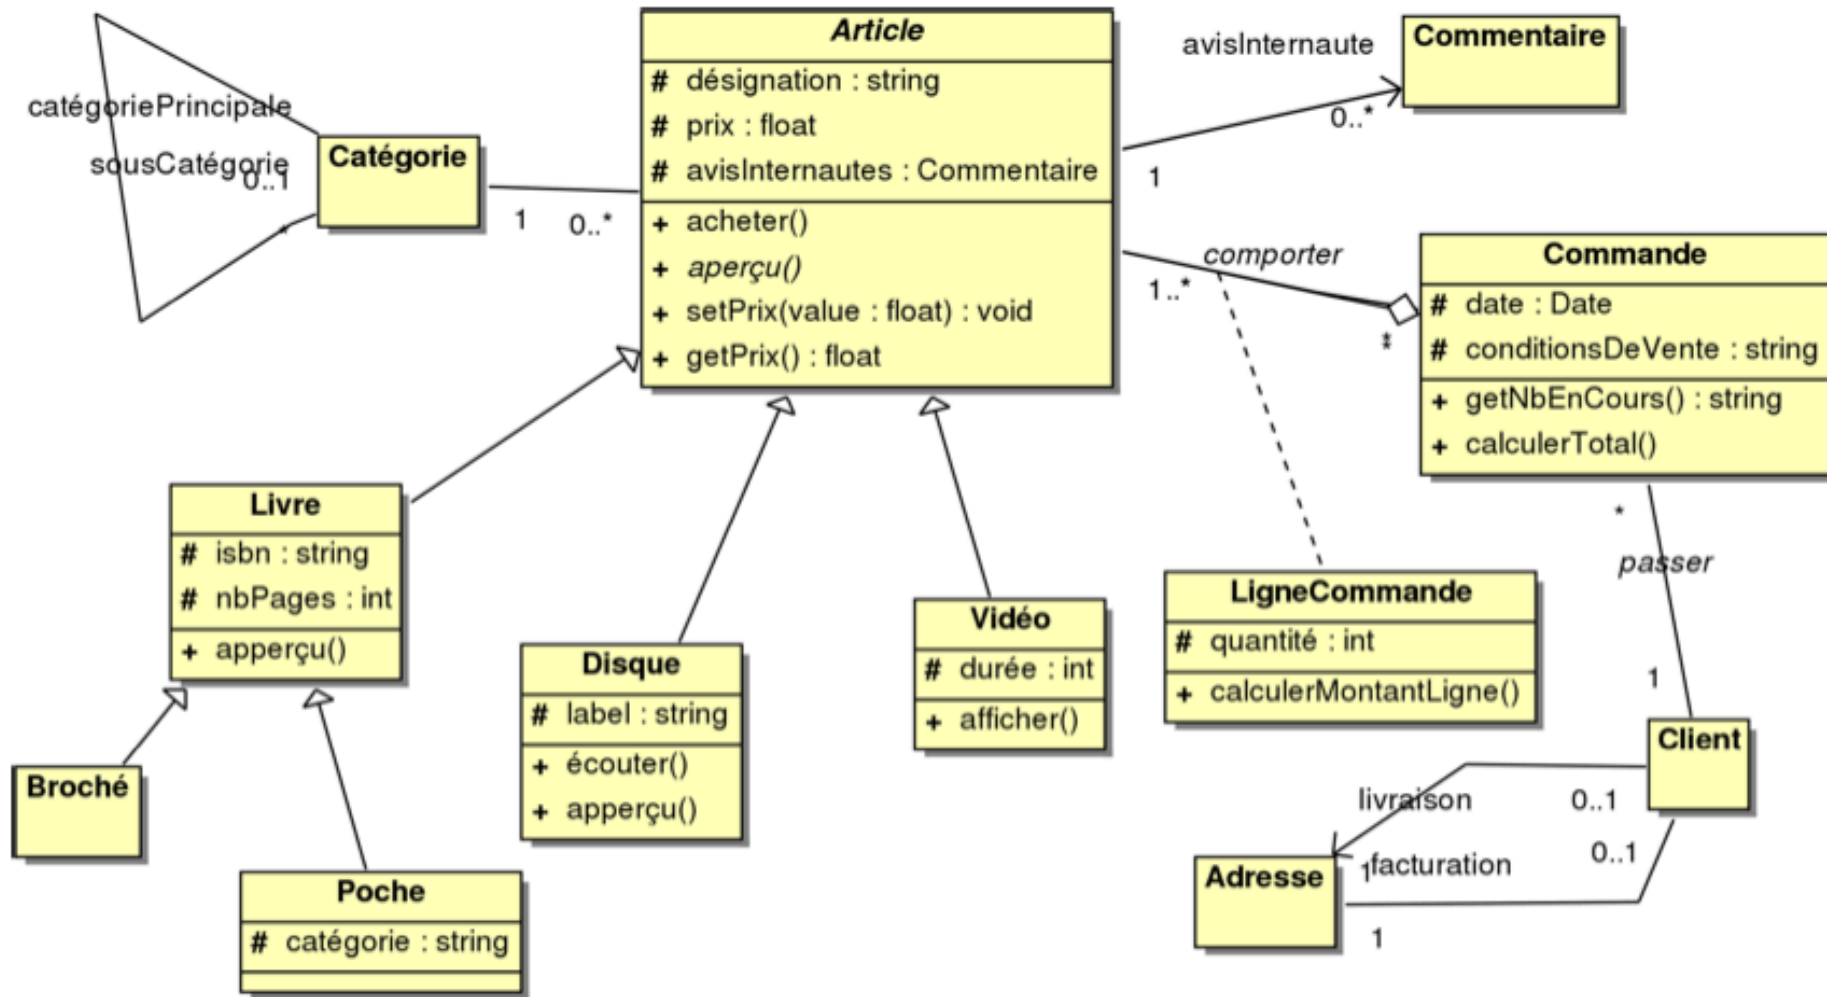 Article
# désignation : string
# prix : float
# avisInternautes : Commentaire
+ acheter()
+ aperçu()
+ setPrix(value : float) : void
+ getPrix() : float
catégoriePrincipale
sousCatégorie
0..1
*
Catégorie
1
0..*
avisInternaute
Commentaire
0..*
1
comporter
1..*
*
Commande
# date : Date
# conditionsDeVente : string
+ getNbEnCours() : string
+ calculerTotal()
*
passer
1
Livre
# isbn : string
# nbPages : int
+ apperçu()
Disque
# label : string
+ écouter()
+ apperçu()
Vidéo
# durée : int
+ afficher()
LigneCommande
# quantité : int
+ calculerMontantLigne()
Client
Broché
Poche
# catégorie : string
livraison
0..1
1
facturation
0..1
1
Adresse